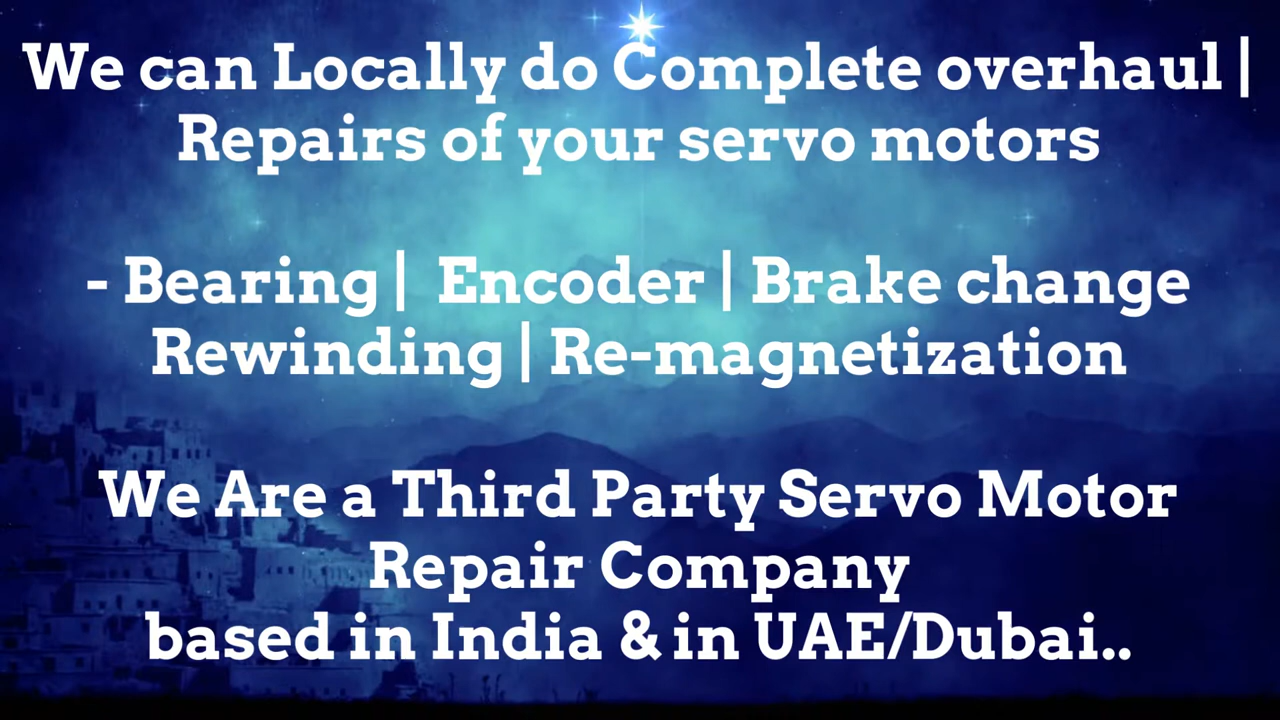 We can Locally do Complete overhaul |
Repairs of your servo motors
- Bearing |  Encoder | Brake change
Rewinding | Re-magnetization
We Are a Third Party Servo Motor
Repair Company
based in India & in UAE/Dubai..